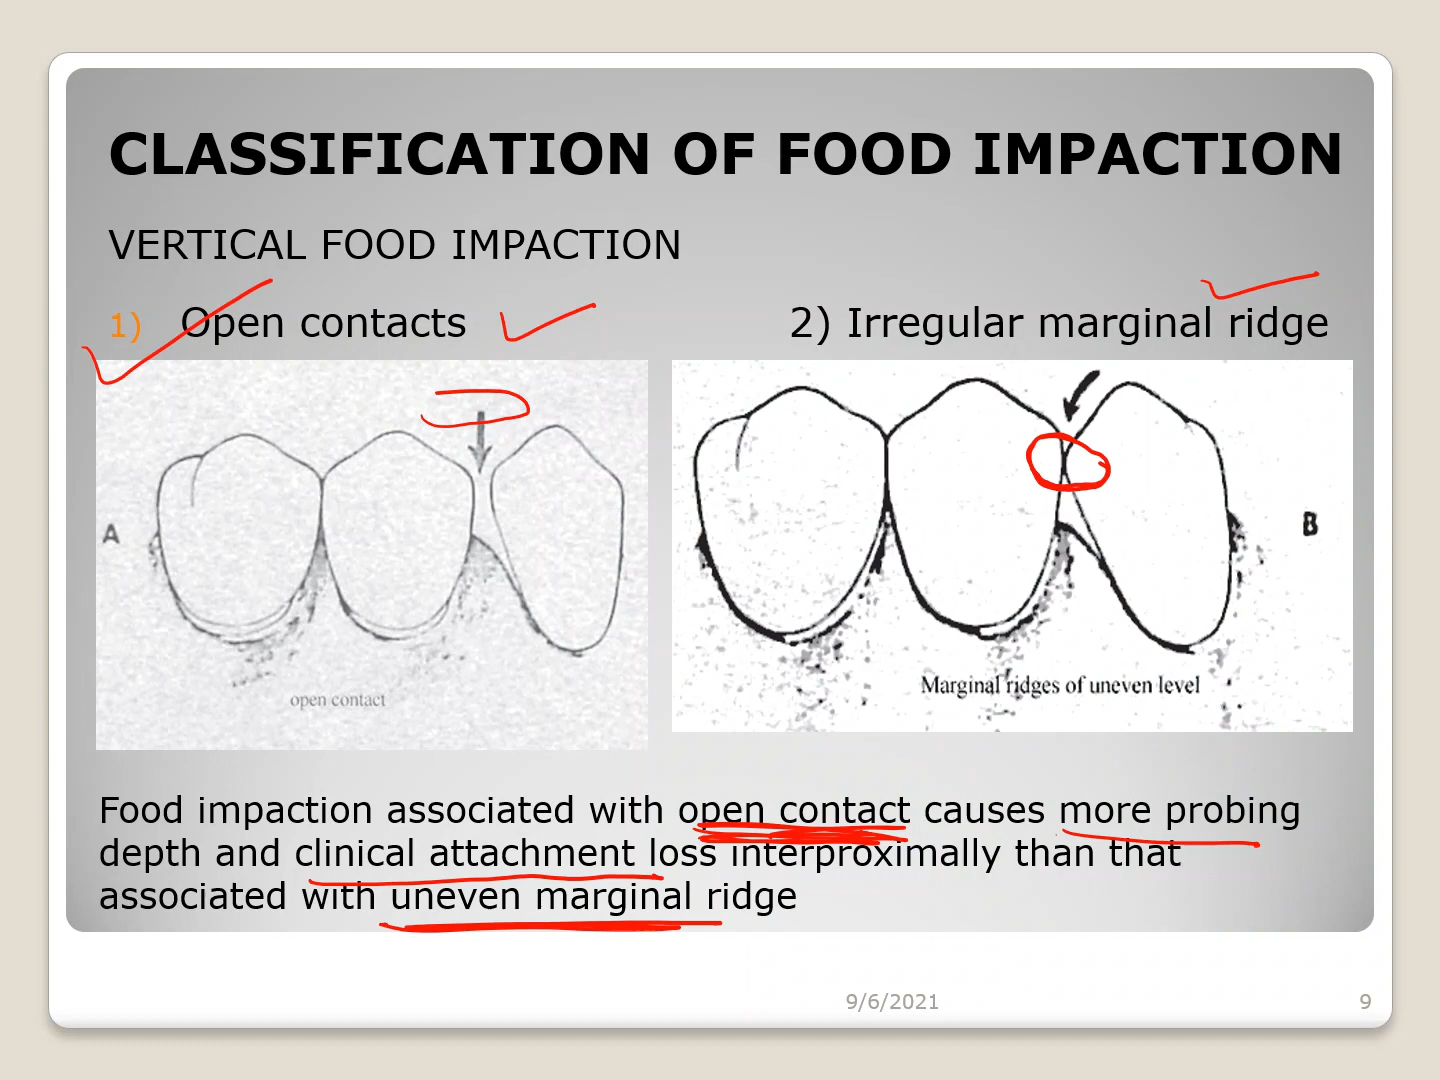 CLASSIFICATION OF FOOD IMPACTION
VERTICAL FOOD IMPACTION
1) Open contacts
2) Irregular marginal ridge
A
open contact
B
Marginal ridges of uneven level
Food impaction associated with open contact causes more probing
depth and clinical attachment loss interproximally than that
associated with uneven marginal ridge
9/6/2021
9